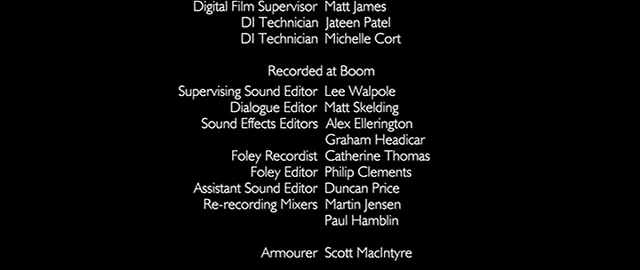 Digital Film Supervisor Matt James
DI Technician Jateen Patel
DI Technician Michelle Cort
Recorded at Boom
Supervising Sound Editor Lee Walpole
Dialogue Editor Matt Skelding
Sound Effects Editors Alex Ellerington
Graham Headicar
Foley Recordist Catherine Thomas
Foley Editor Philip Clements
Assistant Sound Editor Duncan Price
Re-recording Mixers Martin Jensen
Paul Hamblin
Armourer Scott MacIntyre